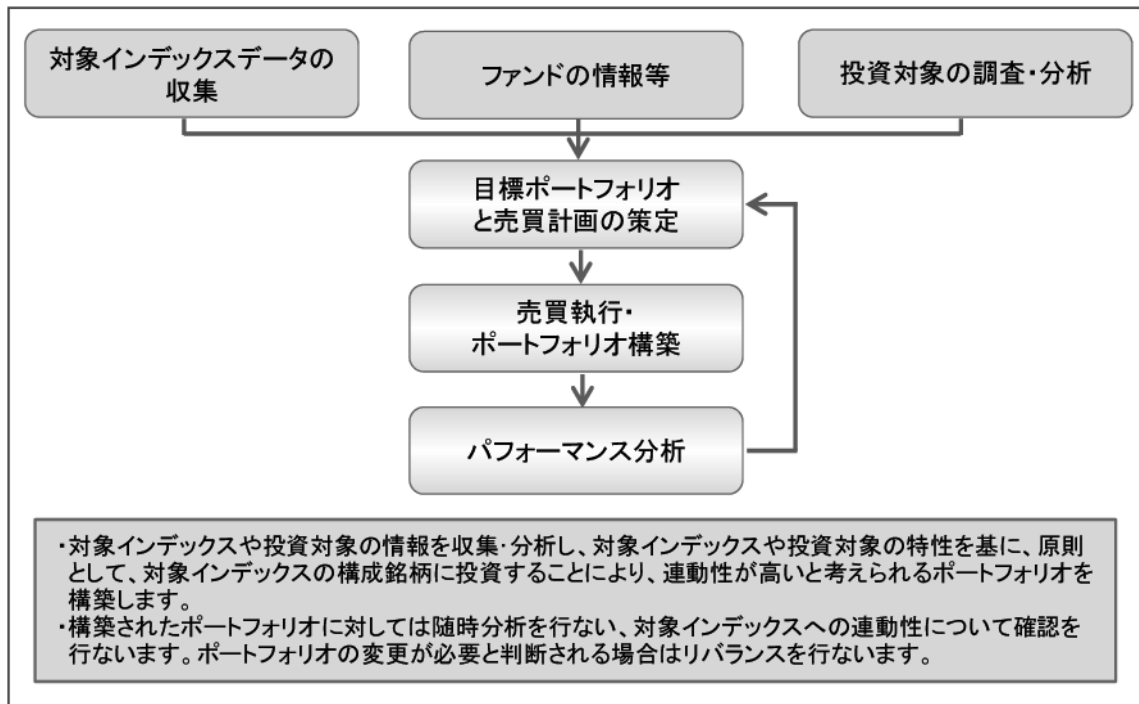 対象インデックスデータの
収集
ファンドの情報等
投資対象の調査・分析
目標ポートフォリオ
と売買計画の策定
売買執行・
ポートフォリオ構築
パフォーマンス分析
・対象インデックスや投資対象の情報を収集・分析し、対象インデックスや投資対象の特性を基に、原則
として、対象インデックスの構成銘柄に投資することにより、連動性が高いと考えられるポートフォリオを
構築します。
・構築されたポートフォリオに対しては随時分析を行ない、対象インデックスへの連動性について確認を
行ないます。ポートフォリオの変更が必要と判断される場合はリバランスを行ないます。